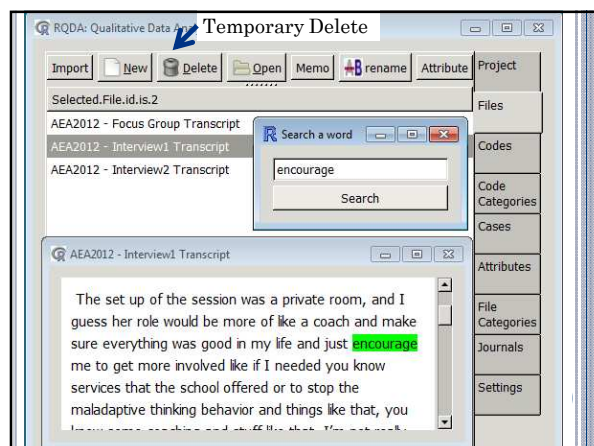 RQDA: Qualitative Data Ana
Temporary Delete
Import New Delete Open Memo rename Attribute
Project
Files
Codes
Code
Categories
Cases
Attributes
File
Categories
Journals
Settings
Selected.File.id.is.2
AEA2012 - Focus Group Transcript
AEA2012 - Interview1 Transcript
AEA2012 - Interview2 Transcript
Search a word
encourage
Search
AEA2012 - Interview1 Transcript
The set up of the session was a private room, and I
guess her role would be more of like a coach and make
sure everything was good in my life and just encourage
me to get more involved like if I needed you know
services that the school offered or to stop the
maladaptive thinking behavior and things like that, you